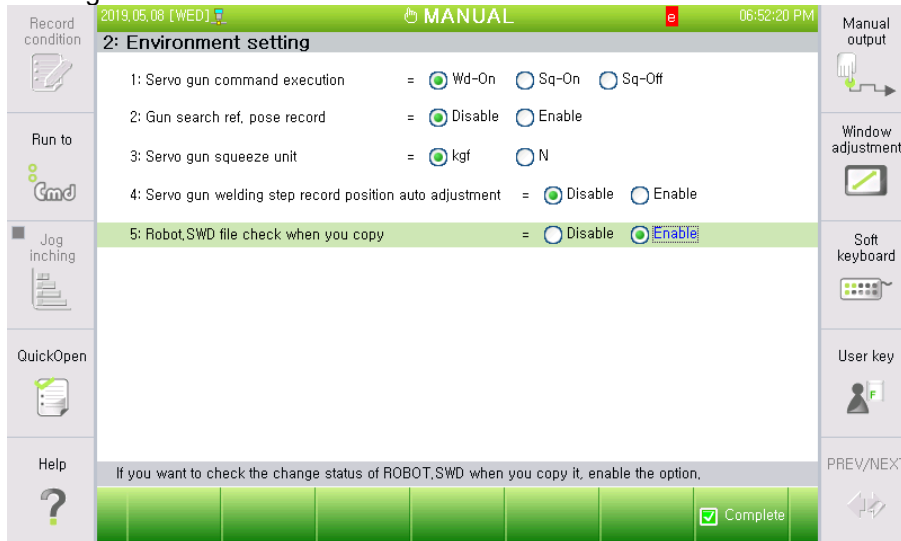 Record
condition
Run to
Cmd
Jog
inching
QuickOpen
Help
?
2019,05,08 [WED]
MANUAL
e
06:52:20 PM
2: Environment setting
1: Servo gun command execution = Wd-On Sq-On Sq-Off
2: Gun search ref, pose record = Disable Enable
3: Servo gun squeeze unit = kgf N
4: Servo gun welding step record position auto adjustment = Disable Enable
5: Robot,SWD file check when you copy = Disable Enable
If you want to check the change status of ROBOT,SWD when you copy it, enable the option,
Complete
Manual
output
Window
adjustment
Soft
keyboard
User key
F
PREV/NEXT